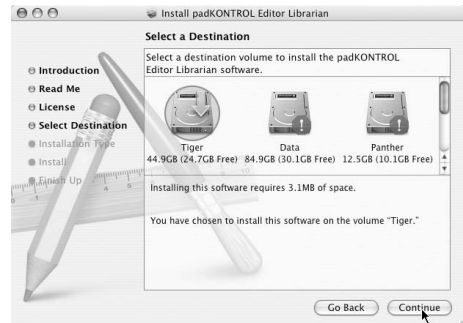 Install padKONTROL Editor Librarian
Select a Destination
Introduction
Read Me
License
Select Destination
Installation Type
Install
Finish Up
Select a destination volume to install the padKONTROL
Editor Librarian software.
Tiger
44.9GB (24.7GB Free)
Data
84.9GB (30.1GB Free)
Panther
12.5GB (10.1GB Free)
Installing this software requires 3.1MB of space.
You have chosen to install this software on the volume “Tiger.”
Go Back
Continue